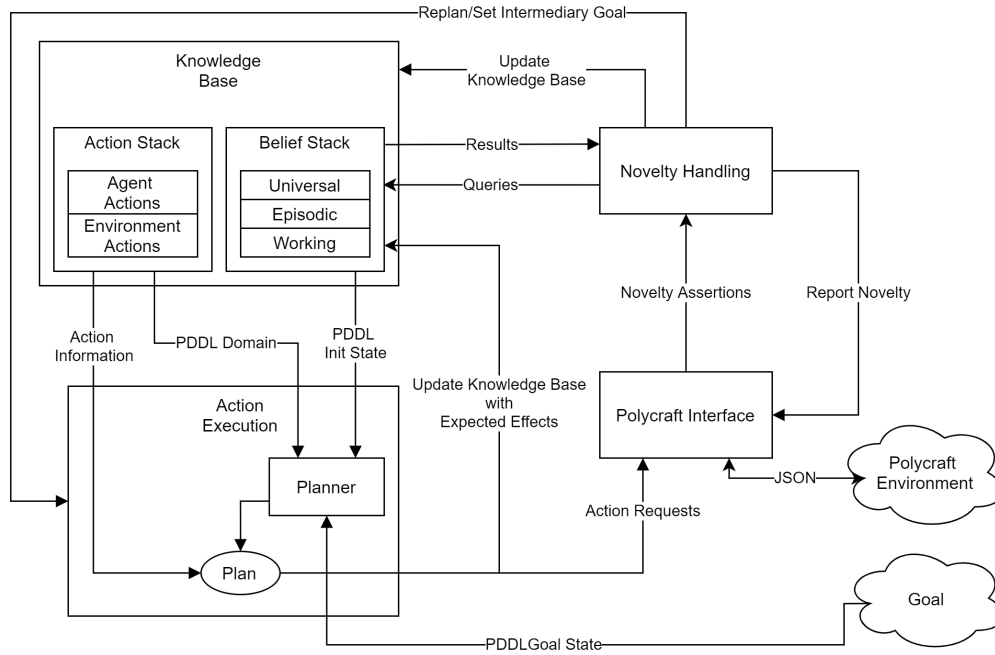 Replan/Set Intermediary Goal
Knowledge
Base
Update
Knowledge Base
Action Stack
Belief Stack
Results
Novelty Handling
Agent
Actions
Universal
Queries
Episodic
Environment
Actions
Working
Novelty Assertions
Report Novelty
Action
Information
PDDL Domain
PDDL
Init State
Update Knowledge Base
with
Expected Effects
Action
Execution
Polycraft Interface
Planner
JSON
Polycraft
Environment
Action Requests
Plan
Goal
PDDLGoal State